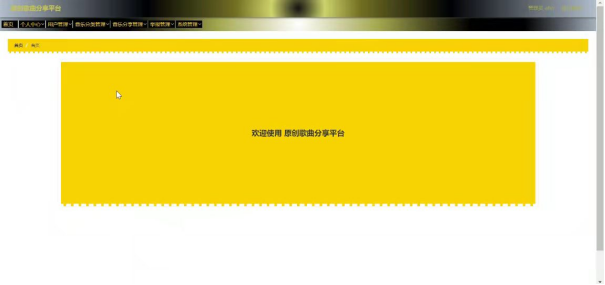 原创歌曲分享平台
首页 个人中心 用户管理 音乐分类管理 音乐分享管理 举报管理 系统管理
首页 首页
欢迎使用 原创歌曲分享平台